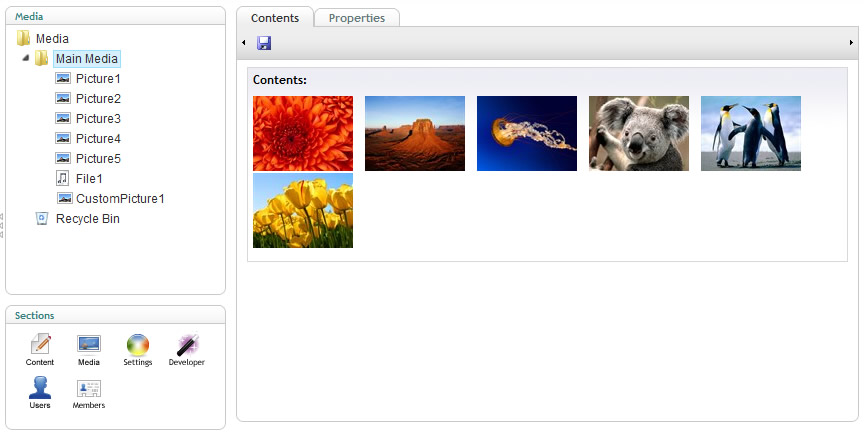 Media
Media
Main Media
Picture1
Picture2
Picture3
Picture4
Picture5
File1
CustomPicture1
Recycle Bin
Sections
Content Media Settings Developer
Users Members
Contents Properties
Contents: